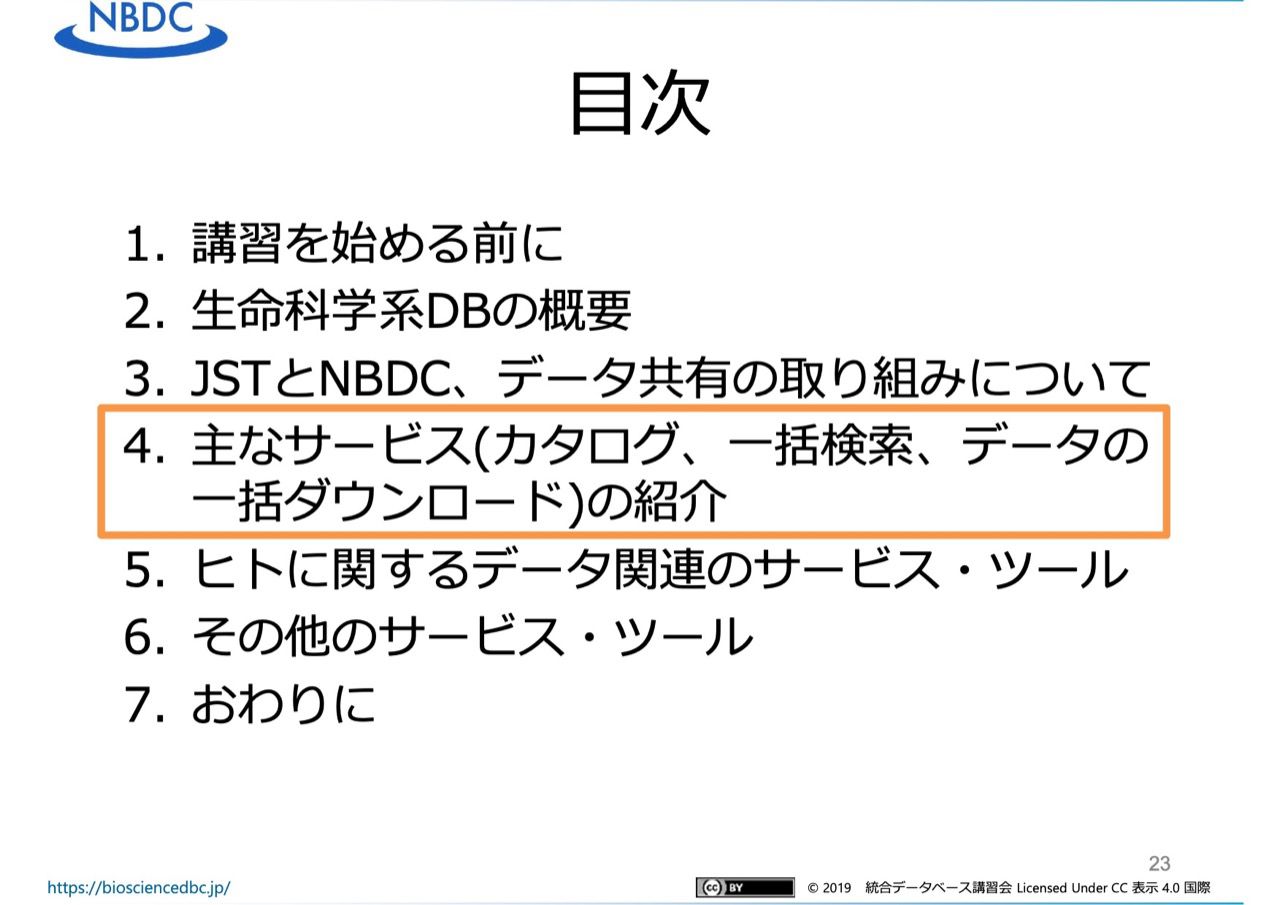 NBDC
目次
1. 講習を始める前に
2. 生命科学系DBの概要
3. JSTとNBDC、データ共有の取り組みについて
4. 主なサービス(カタログ、一括検索、データの
一括ダウンロード)の紹介
5. ヒトに関するデータ関連のサービス・ツール
6. その他のサービス・ツール
7. おわりに
23
https://biosciencedbc.jp/
cc BY © 2019 統合データベース講習会 Licensed Under CC 表示 4.0 国際